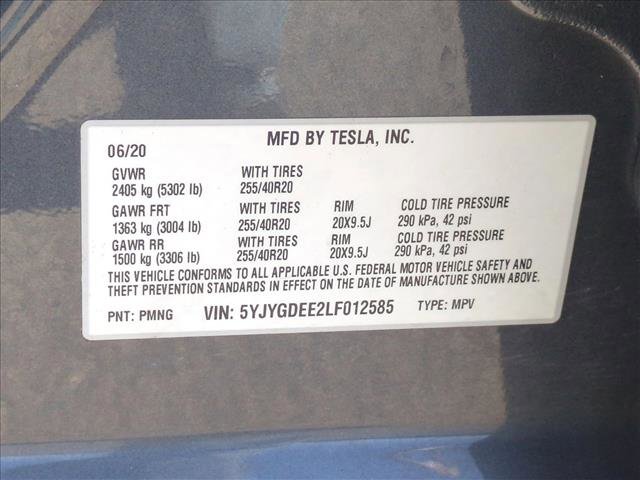 MFD BY TESLA, INC.
06/20
GVWR WITH TIRES
2405 kg (5302 lb) 255/40R20
GAWR FRT WITH TIRES RIM COLD TIRE PRESSURE
1363 kg (3004 lb) 255/40R20 20X9.5J 290 kPa, 42 psi
GAWR RR WITH TIRES RIM COLD TIRE PRESSURE
1500 kg (3306 lb) 255/40R20 20X9.5J 290 kPa, 42 psi
THIS VEHICLE CONFORMS TO ALL APPLICABLE U.S. FEDERAL MOTOR VEHICLE SAFETY AND
THEFT PREVENTION STANDARDS IN EFFECT ON THE DATE OF MANUFACTURE SHOWN ABOVE.
PNT: PMNG VIN: 5YJYGDEE2LF012585 TYPE: MPV